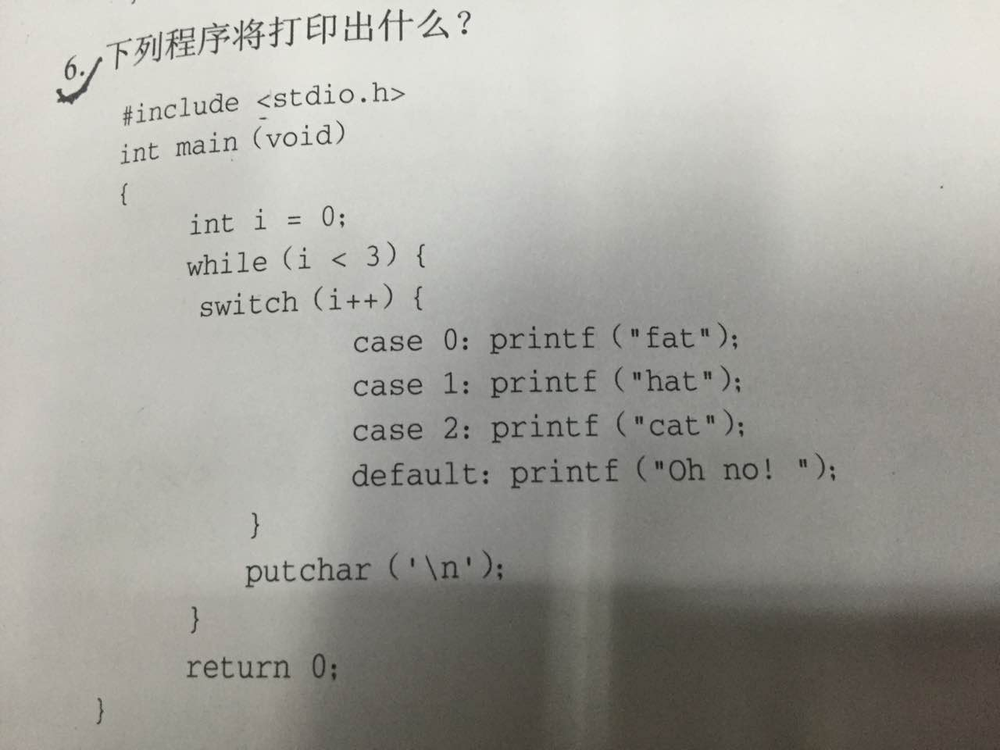 6. 下列程序将打印出什么?
#include <stdio.h>
int main (void)
{
int i = 0;
while (i < 3) {
switch (i++) {
case 0: printf ("fat");
case 1: printf ("hat");
case 2: printf ("cat");
default: printf ("Oh no! ");
}
putchar ('\n');
}
return 0;
}